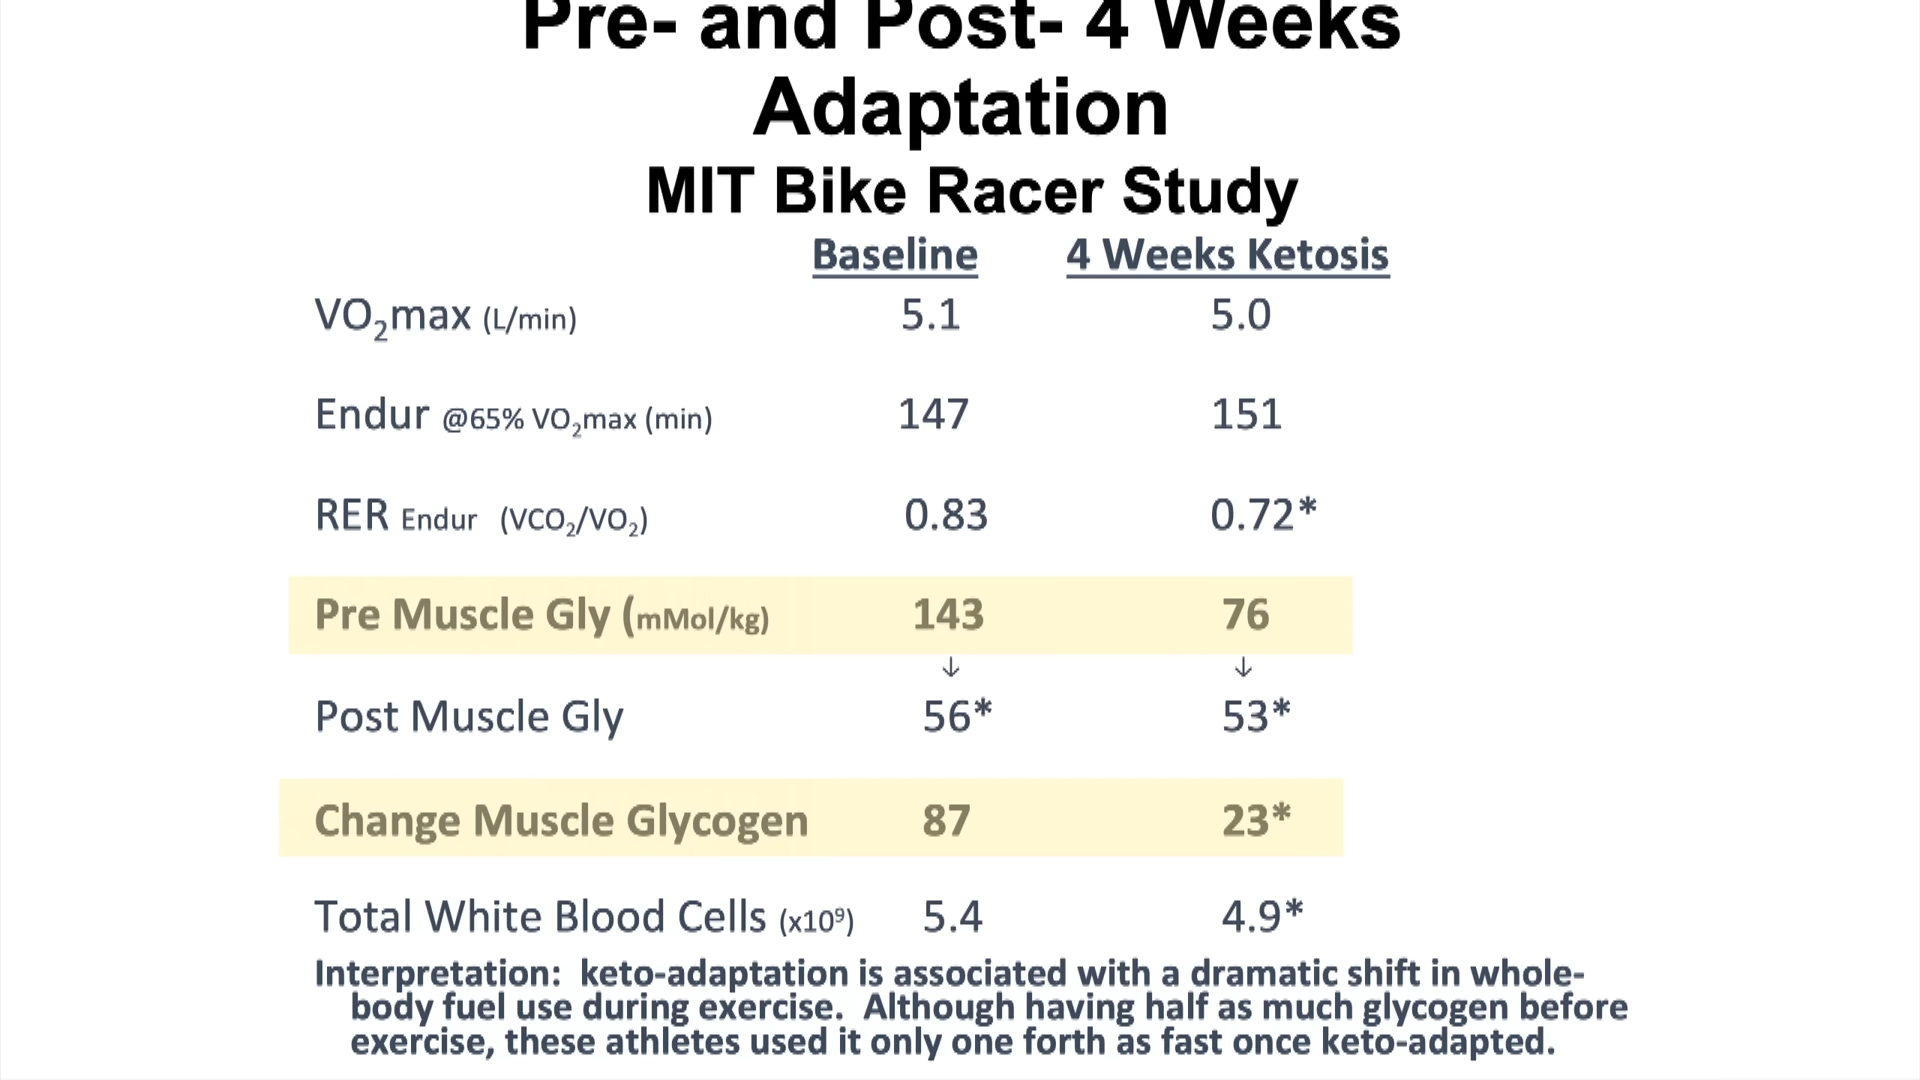 Pre- and Post- 4 Weeks
Adaptation
MIT Bike Racer Study
Baseline 4 Weeks Ketosis
VO₂max (L/min) 5.1 5.0
Endur @65% VO₂max (min) 147 151
RER Endur (VCO₂/VO₂) 0.83 0.72*
Pre Muscle Gly (mMol/kg) 143 76
↓ ↓
Post Muscle Gly 56* 53*
Change Muscle Glycogen 87 23*
Total White Blood Cells (x10⁹) 5.4 4.9*
Interpretation: keto-adaptation is associated with a dramatic shift in whole-
body fuel use during exercise. Although having half as much glycogen before
exercise, these athletes used it only one forth as fast once keto-adapted.